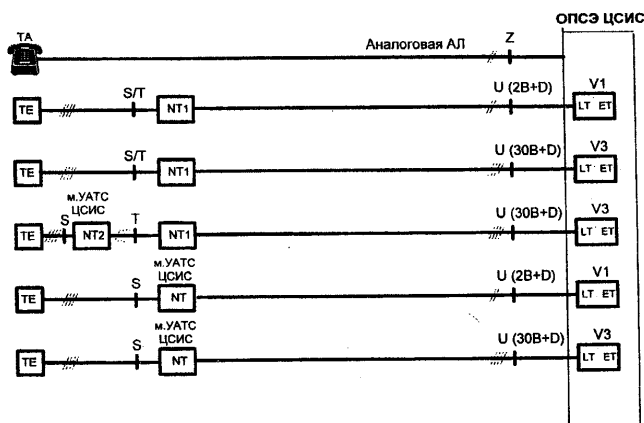 ОПСЭ ЦСИС
ТА
Аналоговая АЛ
Z
S/T
U (2B+D)
V1
TE
NT1
LT ET
S/T
U (30B+D)
V3
TE
NT1
LT ET
м.УАТС
ЦСИС
S
T
U (30B+D)
V3
TE
NT2
NT1
LT ET
м.УАТС
ЦСИС
S
U (2B+D)
V1
TE
NT
LT ET
м.УАТС
ЦСИС
S
U (30B+D)
V3
TE
NT
LT ET